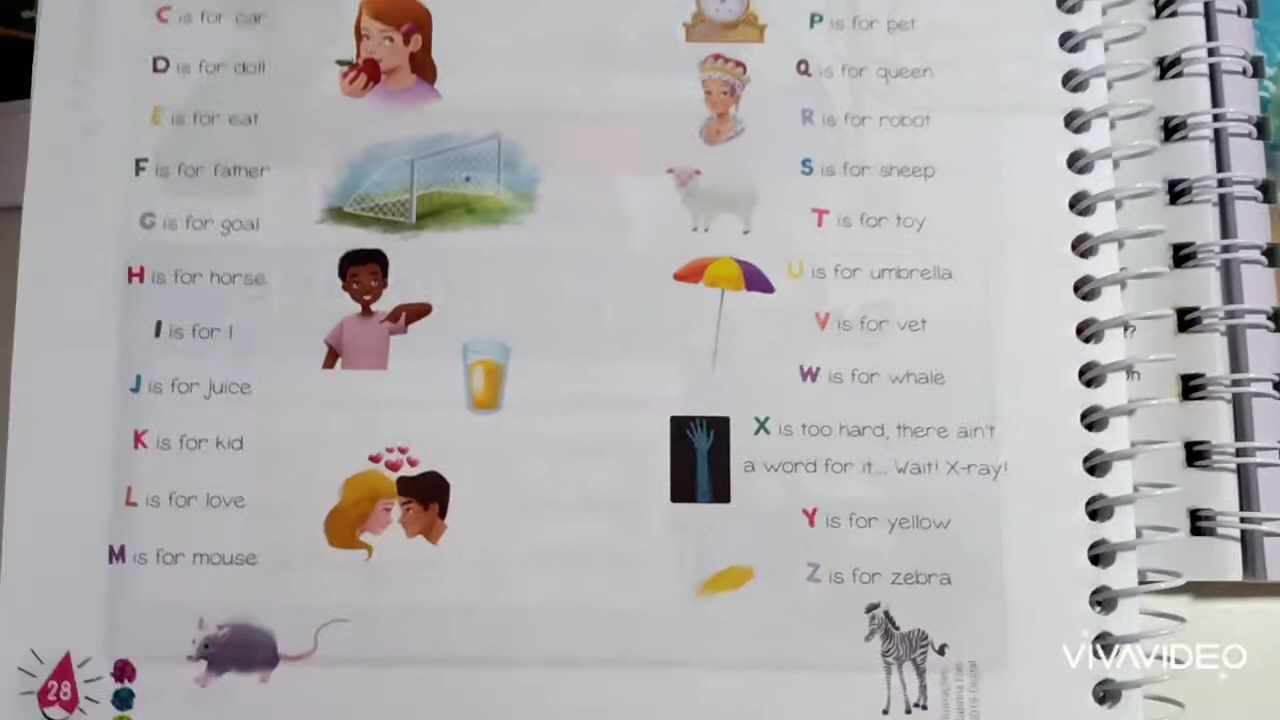 C is for car
D is for doll
E is for eat
F is for father
G is for goal
H is for horse
I is for I
J is for juice
K is for kid
L is for love
M is for mouse
28
P is for pet
Q is for queen
R is for robot
S is for sheep
T is for toy
U is for umbrella
V is for vet
W is for whale
X is too hard, there ain't
a word for it... Wait! X-ray!
Y is for yellow
Z is for zebra
VIVAVIDEO